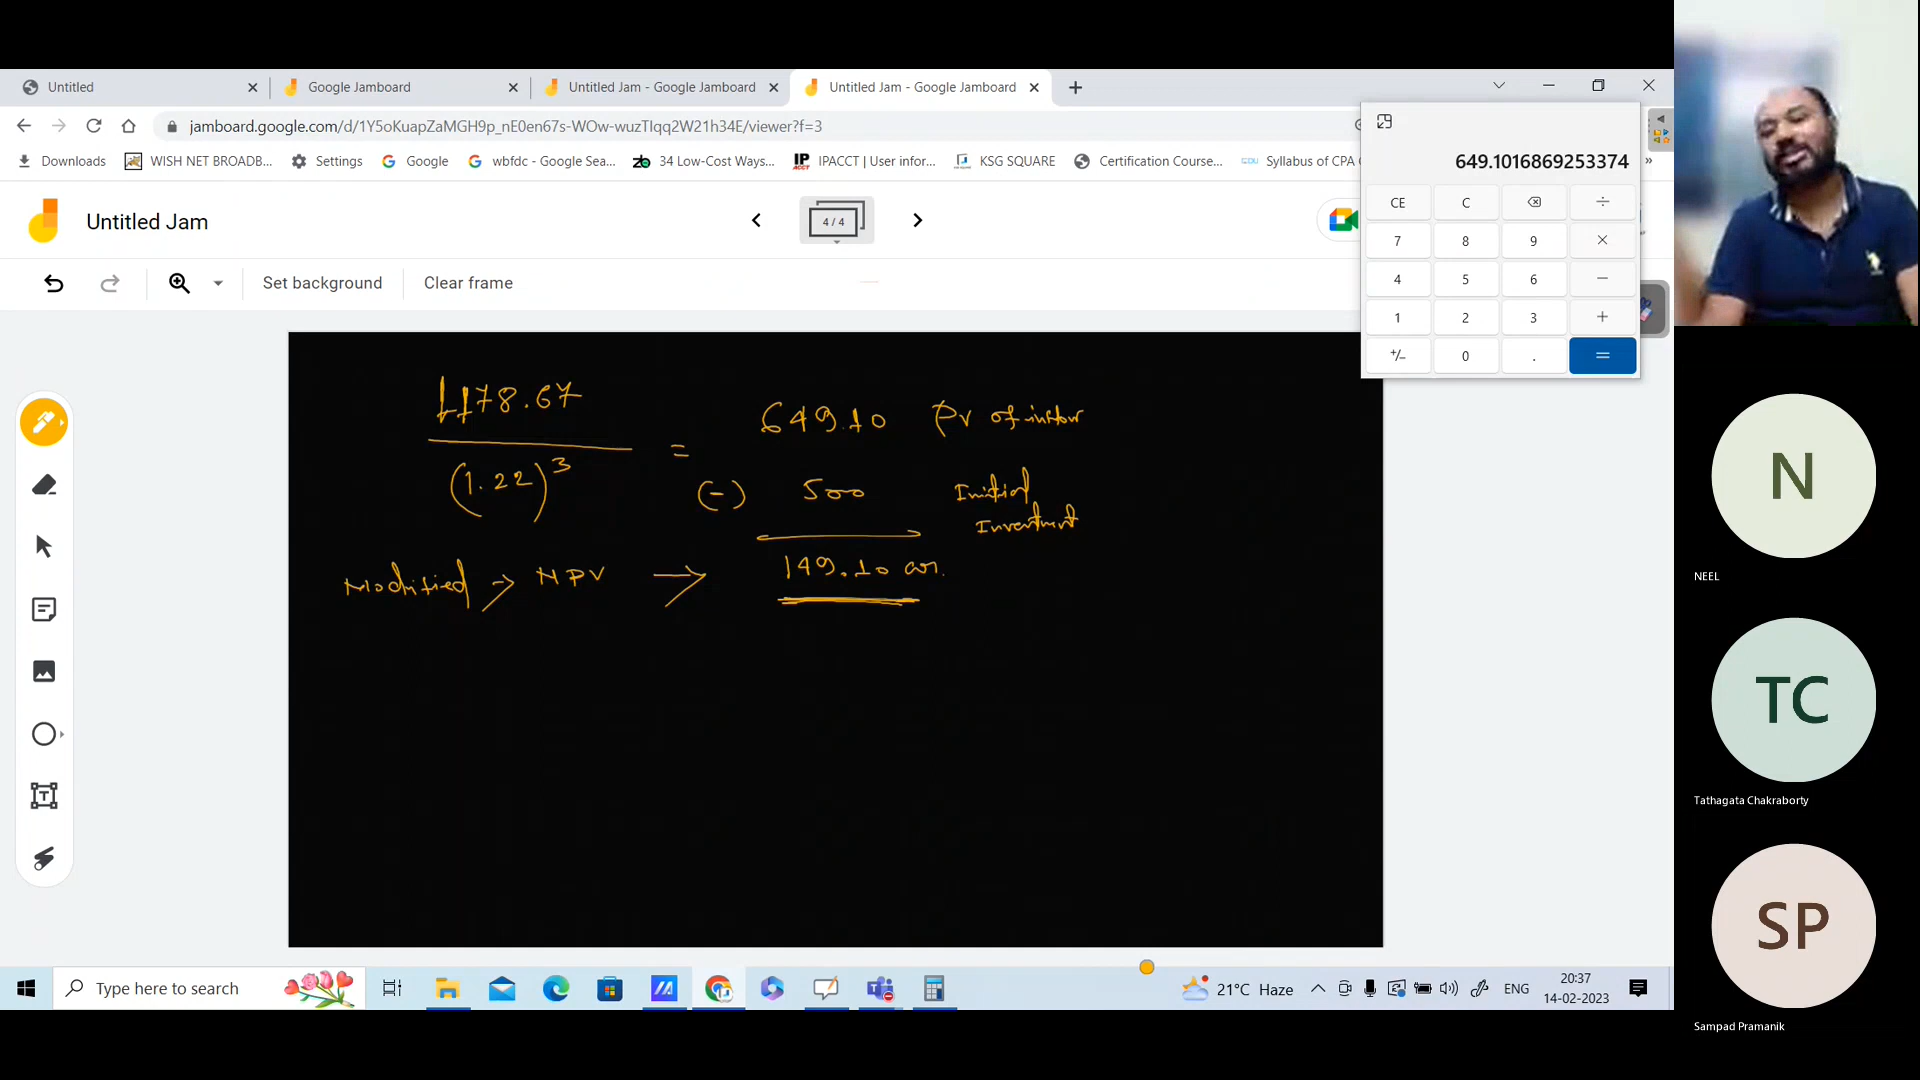 Untitled
Google Jamboard
Untitled Jam - Google Jamboard
Untitled Jam - Google Jamboard
jamboard.google.com/d/1Y5oKuapZaMGH9p_nE0en67s-WOw-wuzTlqq2W21h34E/viewer?f=3
Downloads
WISH NET BROADB...
Settings
Google
wbfdc - Google Sea...
34 Low-Cost Ways...
IPACCT | User infor...
KSG SQUARE
Certification Course...
Syllabus of CPA
»
649.1016869253374
CE C ÷
7 8 9 ×
4 5 6 −
1 2 3 +
+/− 0 . =
Untitled Jam
4 / 4
Set background
Clear frame
1178.67
(1.22)3
=
649.10 PV of
(-) 500 Initial
Investment
Modified → NPV → 149.10 cr.
N
NEEL
TC
Tathagata Chakraborty
SP
Sampad Pramanik
Type here to search
21°C Haze
ENG
20:37
14-02-2023